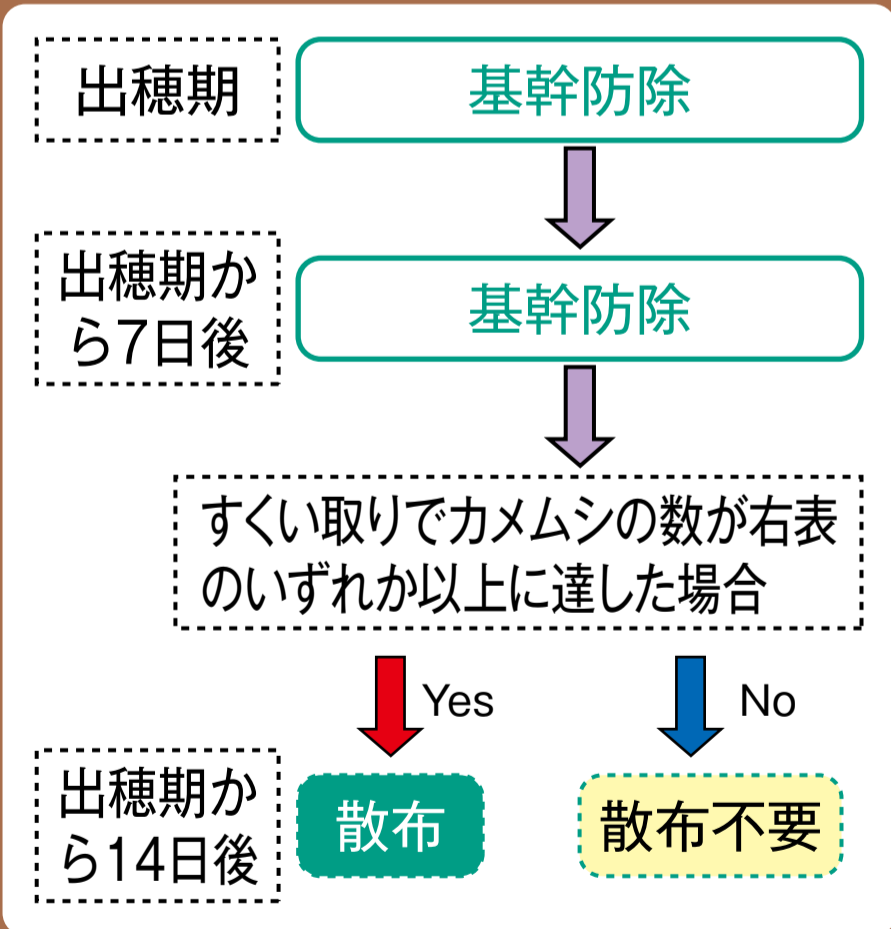 出穂期
基幹防除
出穂期か
ら7日後
基幹防除
すくい取りでカメムシの数が右表
のいずれか以上に達した場合
Yes
No
出穂期か
ら14日後
散布
散布不要